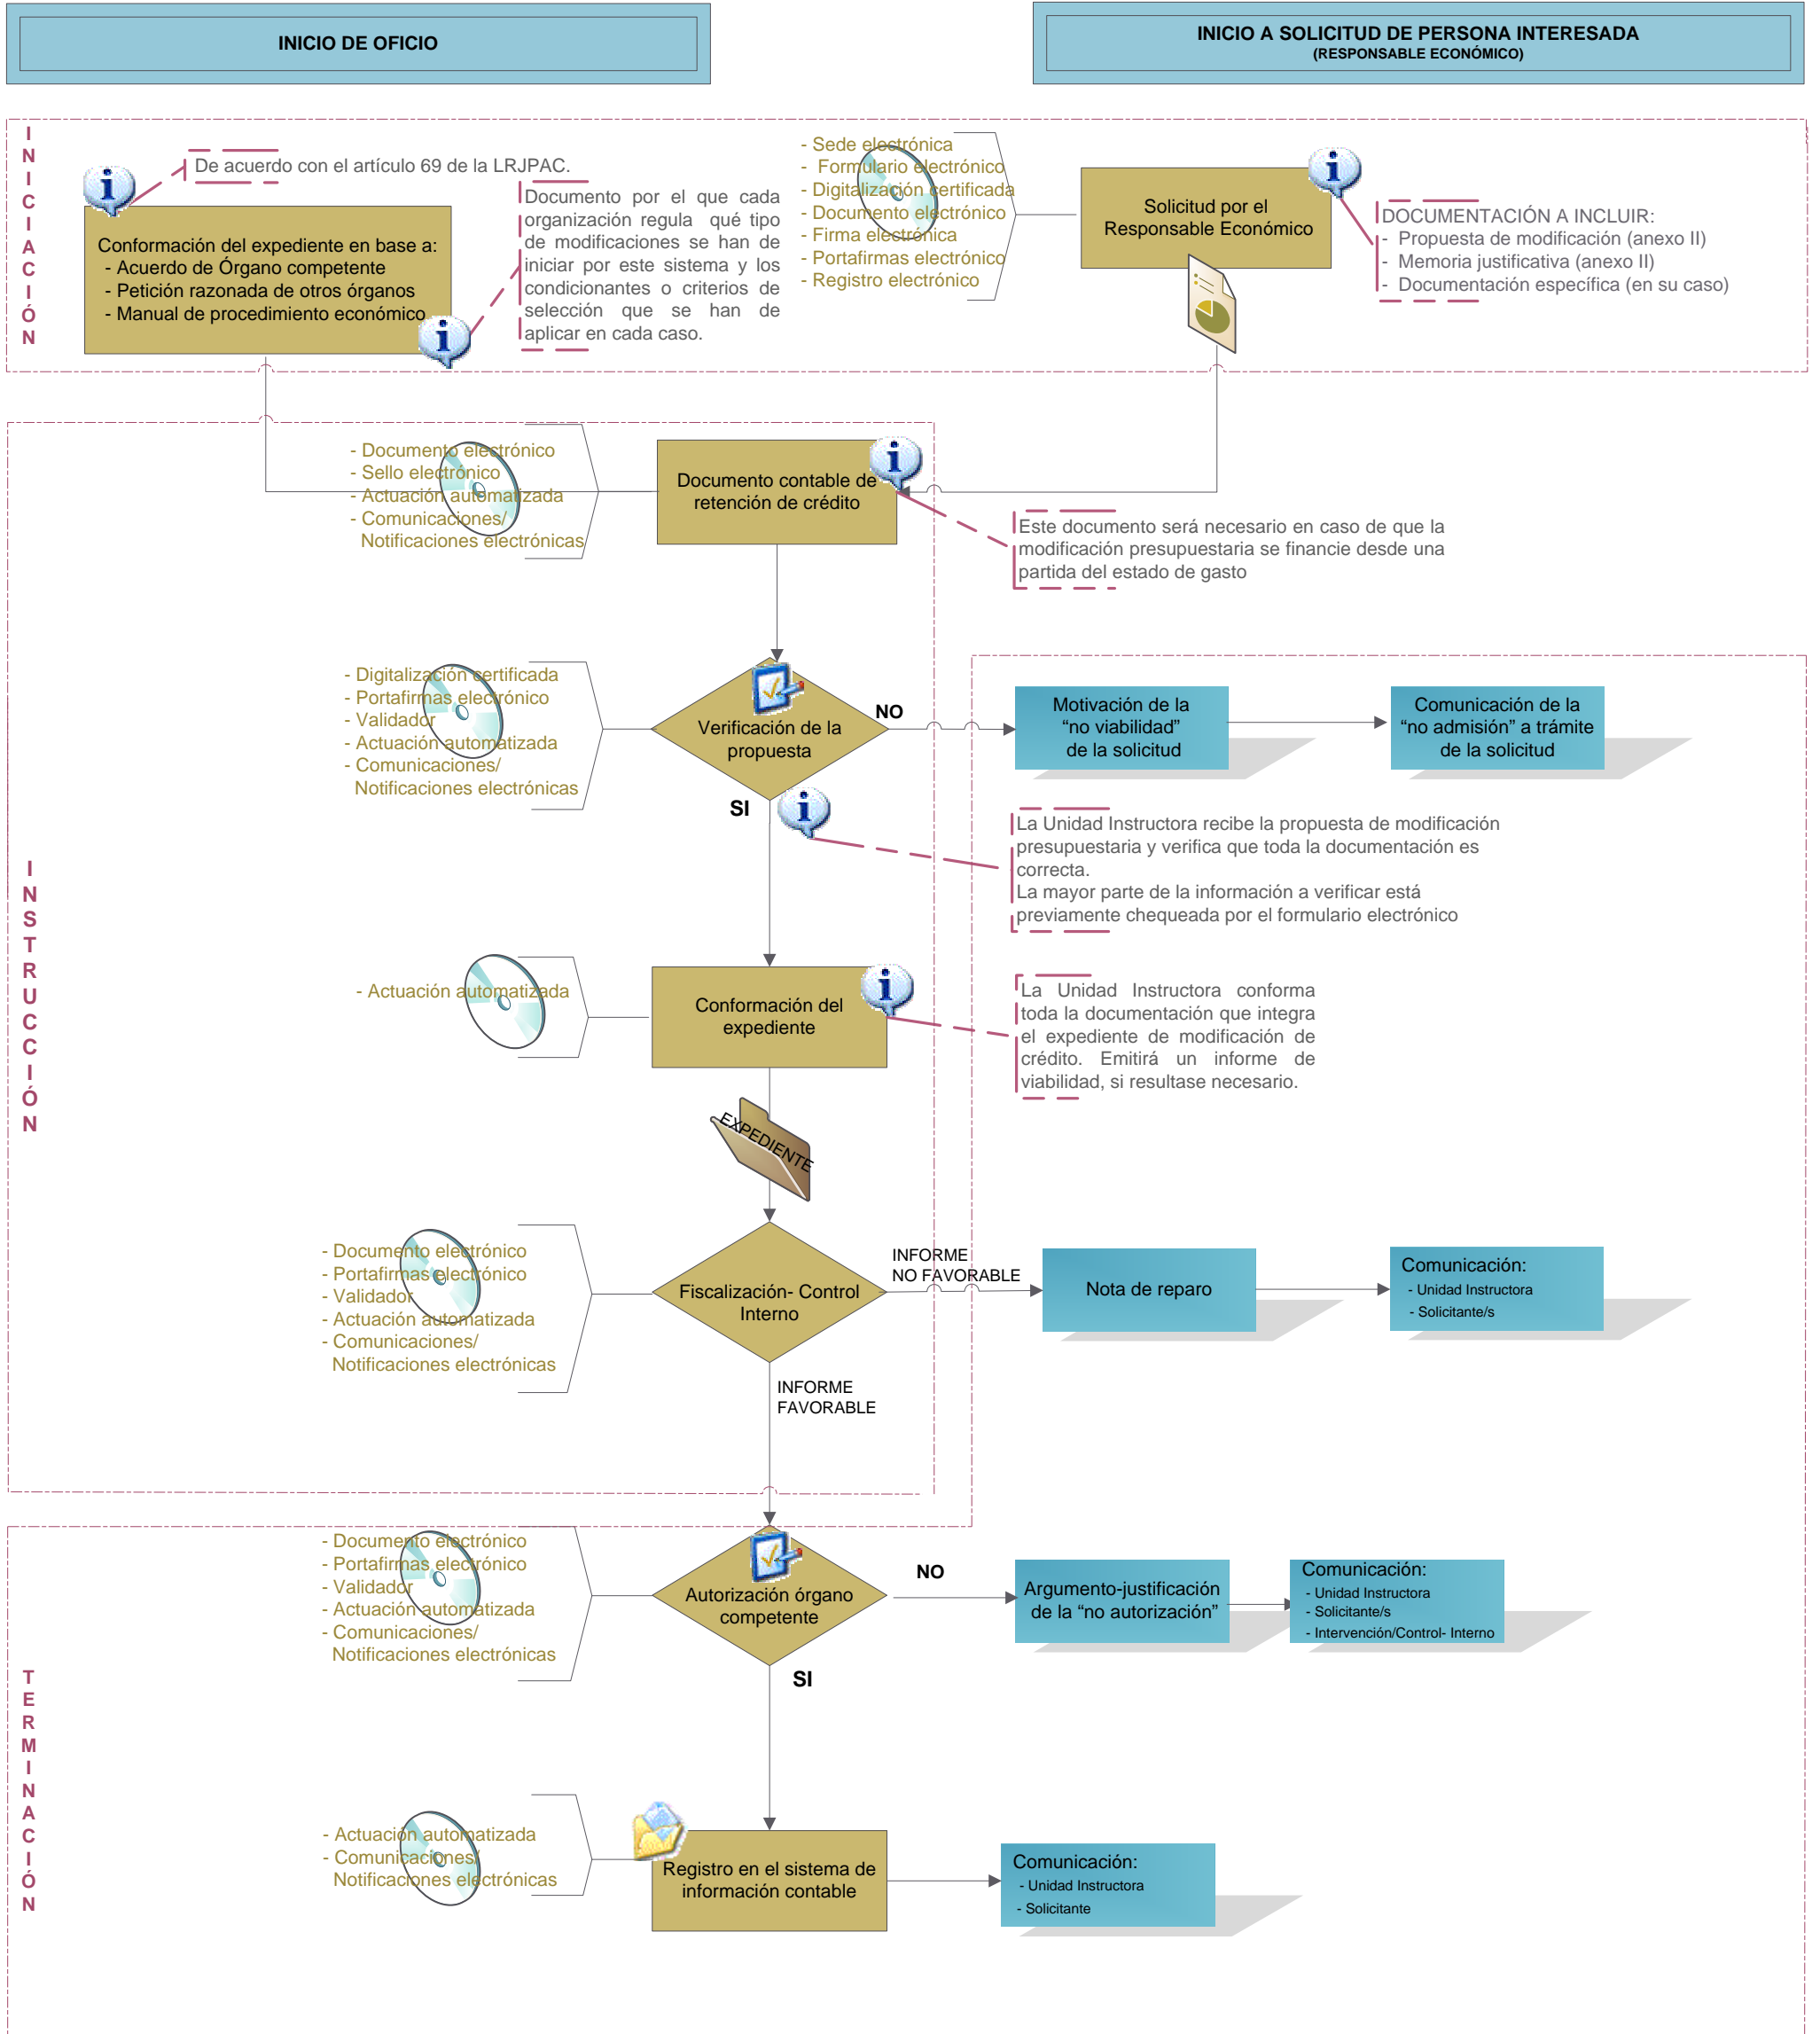 INICIO DE OFICIO
INICIO A SOLICITUD DE PERSONA INTERESADA
(RESPONSABLE ECONÓMICO)
INICIACIÓN
De acuerdo con el artículo 69 de la LRJPAC.
Conformación del expediente en base a:
- Acuerdo de Órgano competente
- Petición razonada de otros órganos
- Manual de procedimiento económico
Documento por el que cada
organización regula qué tipo
de modificaciones se han de
iniciar por este sistema y los
condicionantes o criterios de
selección que se han de
aplicar en cada caso.
- Sede electrónica
- Formulario electrónico
- Digitalización certificada
- Documento electrónico
- Firma electrónica
- Portafirmas electrónico
- Registro electrónico
Solicitud por el
Responsable Económico
DOCUMENTACIÓN A INCLUIR:
- Propuesta de modificación (anexo II)
- Memoria justificativa (anexo II)
- Documentación específica (en su caso)
INSTRUCCIÓN
- Documento electrónico
- Sello electrónico
- Actuación automatizada
- Comunicaciones/
Notificaciones electrónicas
Documento contable de
retención de crédito
Este documento será necesario en caso de que la
modificación presupuestaria se financie desde una
partida del estado de gasto
- Digitalización certificada
- Portafirmas electrónico
- Validador
- Actuación automatizada
- Comunicaciones/
Notificaciones electrónicas
Verificación de la
propuesta
NO
SI
Motivación de la
“no viabilidad”
de la solicitud
Comunicación de la
“no admisión” a trámite
de la solicitud
La Unidad Instructora recibe la propuesta de modificación
presupuestaria y verifica que toda la documentación es
correcta.
La mayor parte de la información a verificar está
previamente chequeada por el formulario electrónico
- Actuación automatizada
Conformación del
expediente
La Unidad Instructora conforma
toda la documentación que integra
el expediente de modificación de
crédito. Emitirá un informe de
viabilidad, si resultase necesario.
EXPEDIENTE
- Documento electrónico
- Portafirmas electrónico
- Validador
- Actuación automatizada
- Comunicaciones/
Notificaciones electrónicas
Fiscalización- Control
Interno
INFORME
NO FAVORABLE
Nota de reparo
Comunicación:
- Unidad Instructora
- Solicitante/s
INFORME
FAVORABLE
TERMINACIÓN
- Documento electrónico
- Portafirmas electrónico
- Validador
- Actuación automatizada
- Comunicaciones/
Notificaciones electrónicas
Autorización órgano
competente
NO
SI
Argumento-justificación
de la “no autorización”
Comunicación:
- Unidad Instructora
- Solicitante/s
- Intervención/Control- Interno
- Actuación automatizada
- Comunicaciones/
Notificaciones electrónicas
Registro en el sistema de
información contable
Comunicación:
- Unidad Instructora
- Solicitante